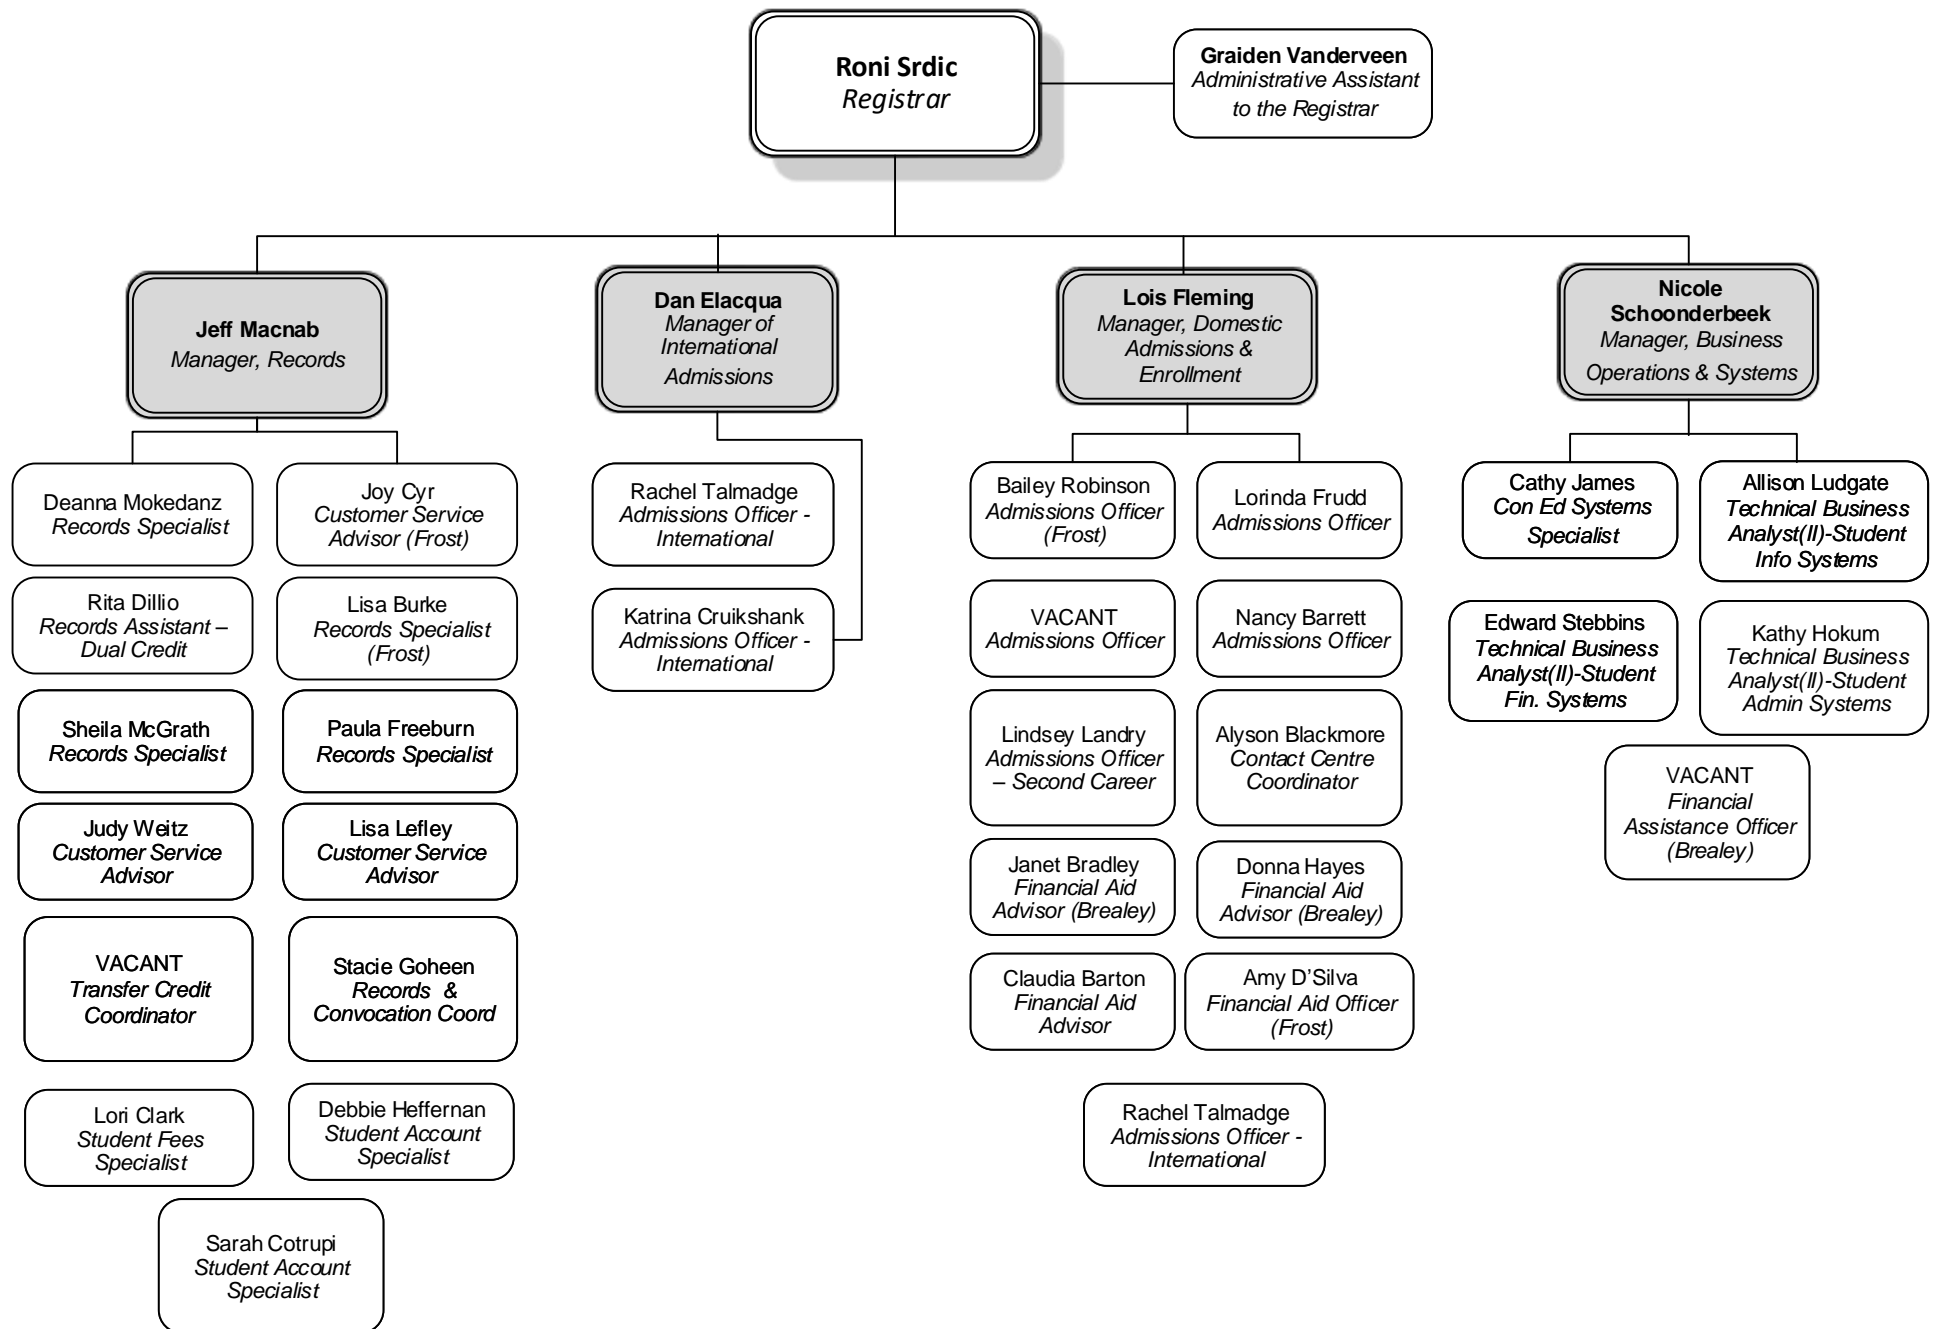 Roni Srdic
Registrar
Graiden Vanderveen
Administrative Assistant
to the Registrar
Jeff Macnab
Manager, Records
Dan Elacqua
Manager of
International
Admissions
Lois Fleming
Manager, Domestic
Admissions &
Enrollment
Nicole
Schoonderbeek
Manager, Business
Operations & Systems
Deanna Mokedanz
Records Specialist
Joy Cyr
Customer Service
Advisor (Frost)
Rita Dillio
Records Assistant –
Dual Credit
Lisa Burke
Records Specialist
(Frost)
Sheila McGrath
Records Specialist
Paula Freeburn
Records Specialist
Judy Weitz
Customer Service
Advisor
Lisa Lefley
Customer Service
Advisor
VACANT
Transfer Credit
Coordinator
Stacie Goheen
Records &
Convocation Coord
Lori Clark
Student Fees
Specialist
Debbie Heffernan
Student Account
Specialist
Sarah Cotrupi
Student Account
Specialist
Rachel Talmadge
Admissions Officer -
International
Katrina Cruikshank
Admissions Officer -
International
Bailey Robinson
Admissions Officer
(Frost)
Lorinda Frudd
Admissions Officer
VACANT
Admissions Officer
Nancy Barrett
Admissions Officer
Lindsey Landry
Admissions Officer
– Second Career
Alyson Blackmore
Contact Centre
Coordinator
Janet Bradley
Financial Aid
Advisor (Brealey)
Donna Hayes
Financial Aid
Advisor (Brealey)
Claudia Barton
Financial Aid
Advisor
Amy D’Silva
Financial Aid Officer
(Frost)
Rachel Talmadge
Admissions Officer -
International
Cathy James
Con Ed Systems
Specialist
Allison Ludgate
Technical Business
Analyst(II)-Student
Info Systems
Edward Stebbins
Technical Business
Analyst(II)-Student
Fin. Systems
Kathy Hokum
Technical Business
Analyst(II)-Student
Admin Systems
VACANT
Financial
Assistance Officer
(Brealey)